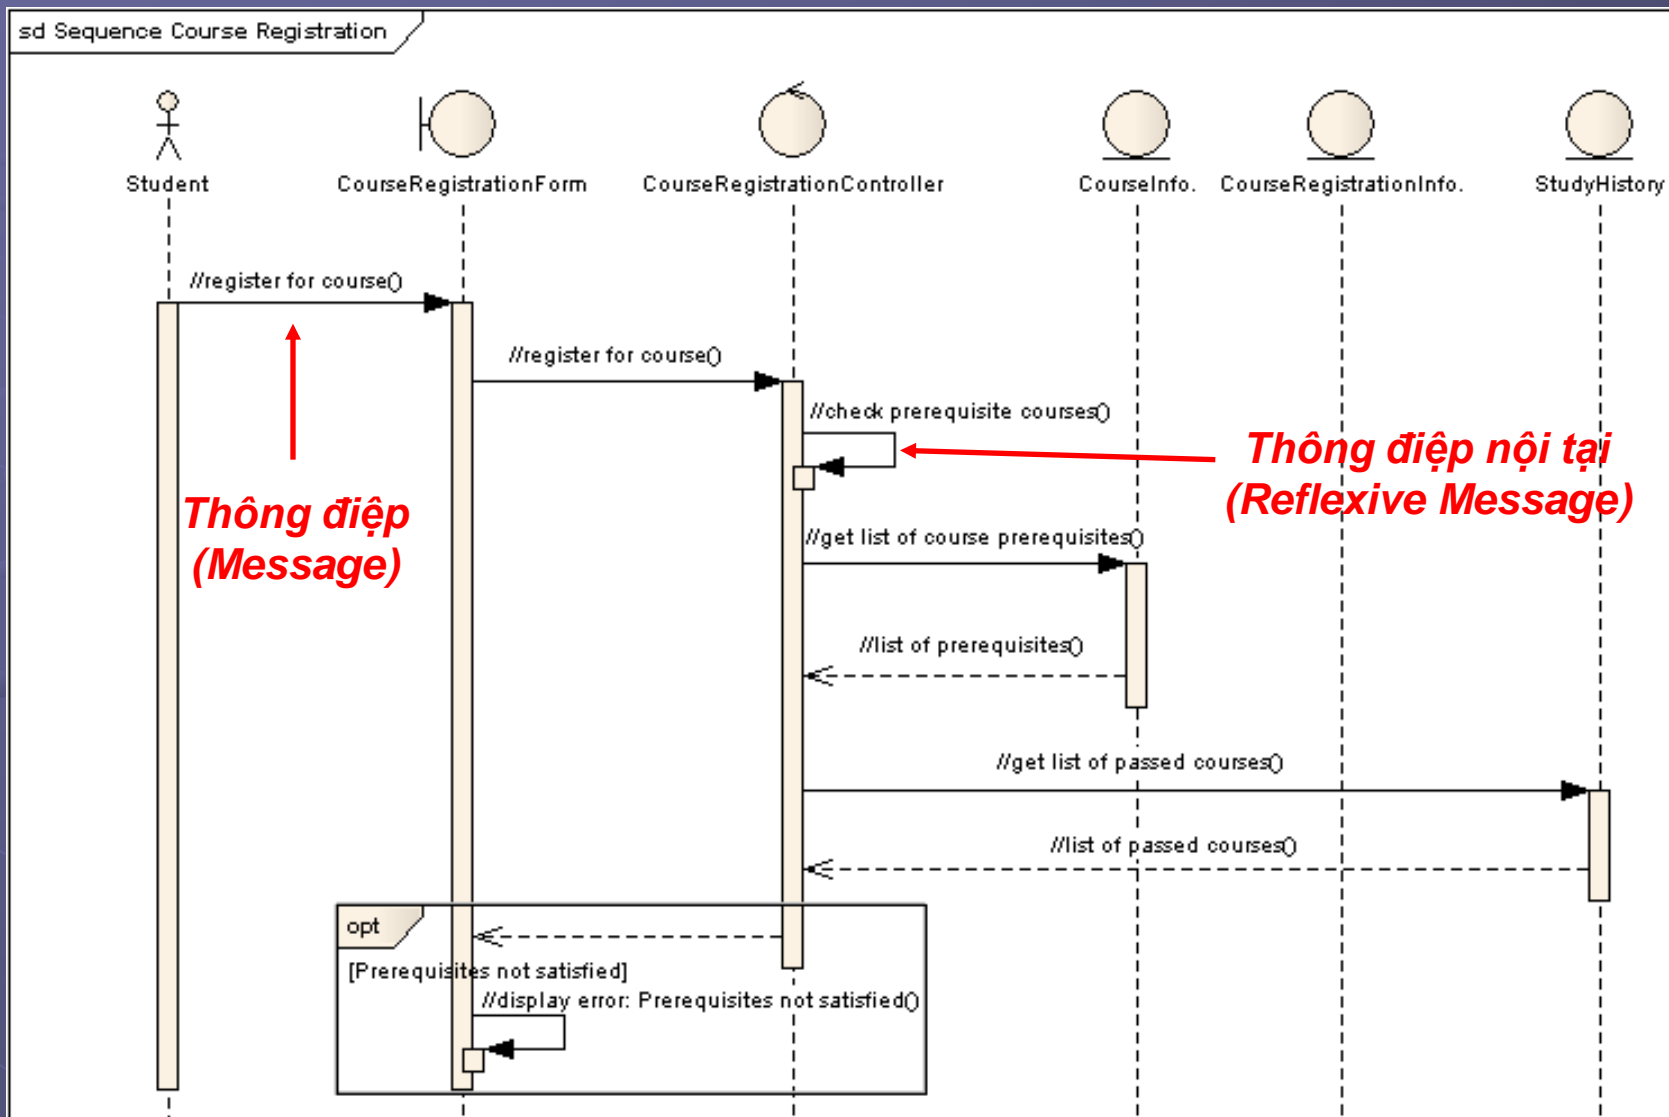 sd Sequence Course Registration
Student
CourseRegistrationForm
CourseRegistrationController
CourseInfo.
CourseRegistrationInfo.
StudyHistory
//register for course()
//register for course()
//check prerequisite courses()
Thông điệp nội tại
(Reflexive Message)
Thông điệp
(Message)
//get list of course prerequisites()
//list of prerequisites()
//get list of passed courses()
//list of passed courses()
opt
[Prerequisites not satisfied]
//display error: Prerequisites not satisfied()